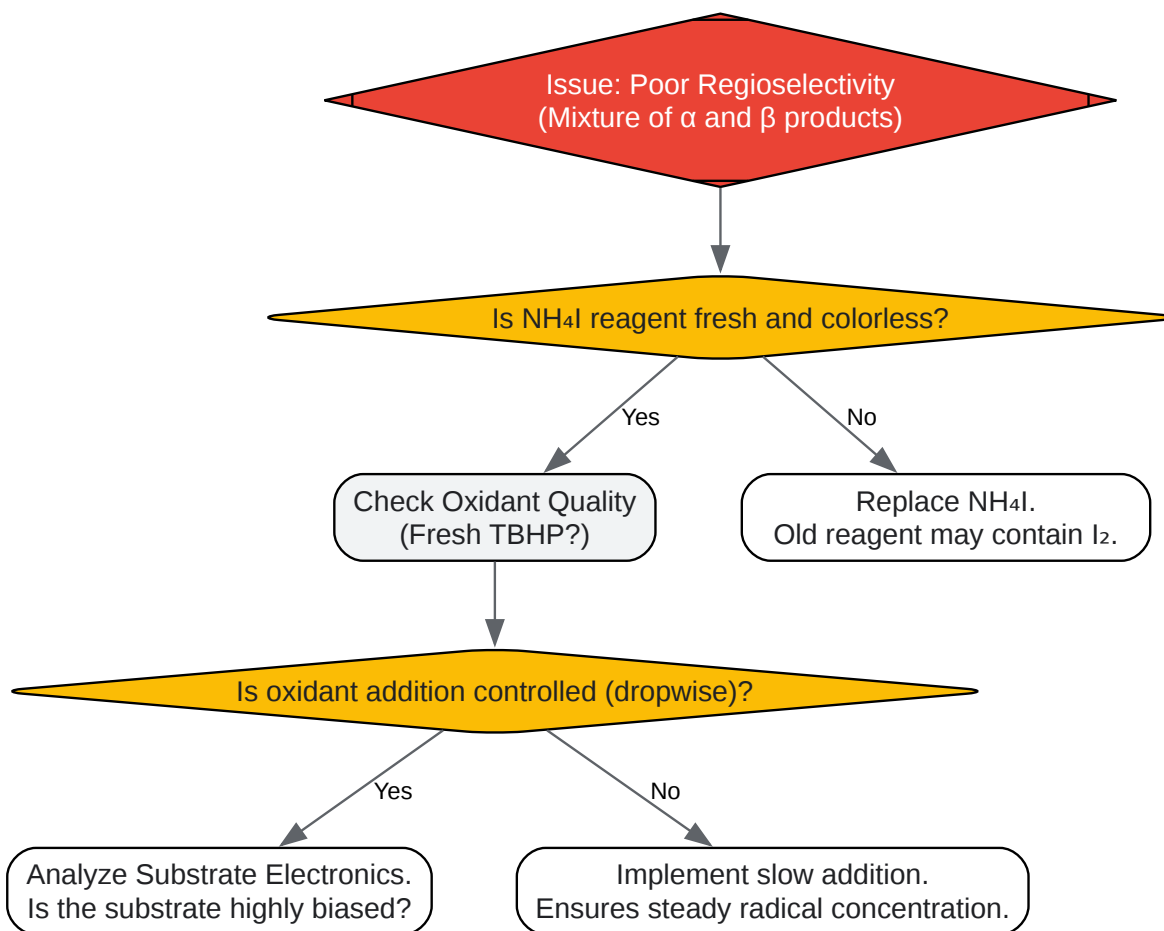 Issue: Poor Regioselectivity
(Mixture of α and β products)
Is NH₄I reagent fresh and colorless?
Yes
No
Check Oxidant Quality
(Fresh TBHP?)
Replace NH₄I.
Old reagent may contain I₂.
Is oxidant addition controlled (dropwise)?
Yes
No
Analyze Substrate Electronics.
Is the substrate highly biased?
Implement slow addition.
Ensures steady radical concentration.